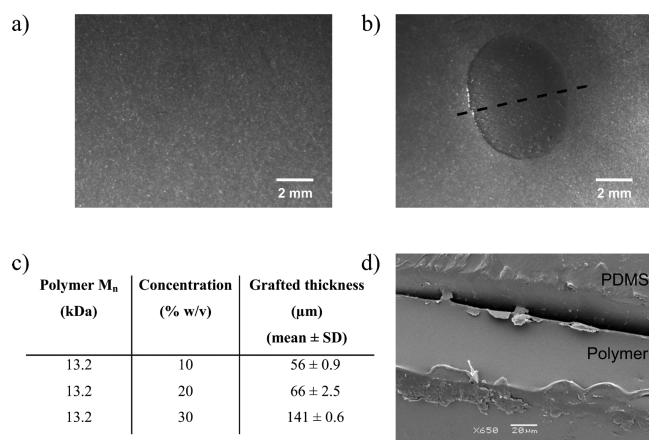 a)
2 mm
b)
2 mm
c)
Polymer Mn Concentration Grafted thickness
(kDa) (% w/v) (µm)
(mean ± SD)
13.2 10 56 ± 0.9
13.2 20 66 ± 2.5
13.2 30 141 ± 0.6
d)
PDMS
Polymer
X650 20µm